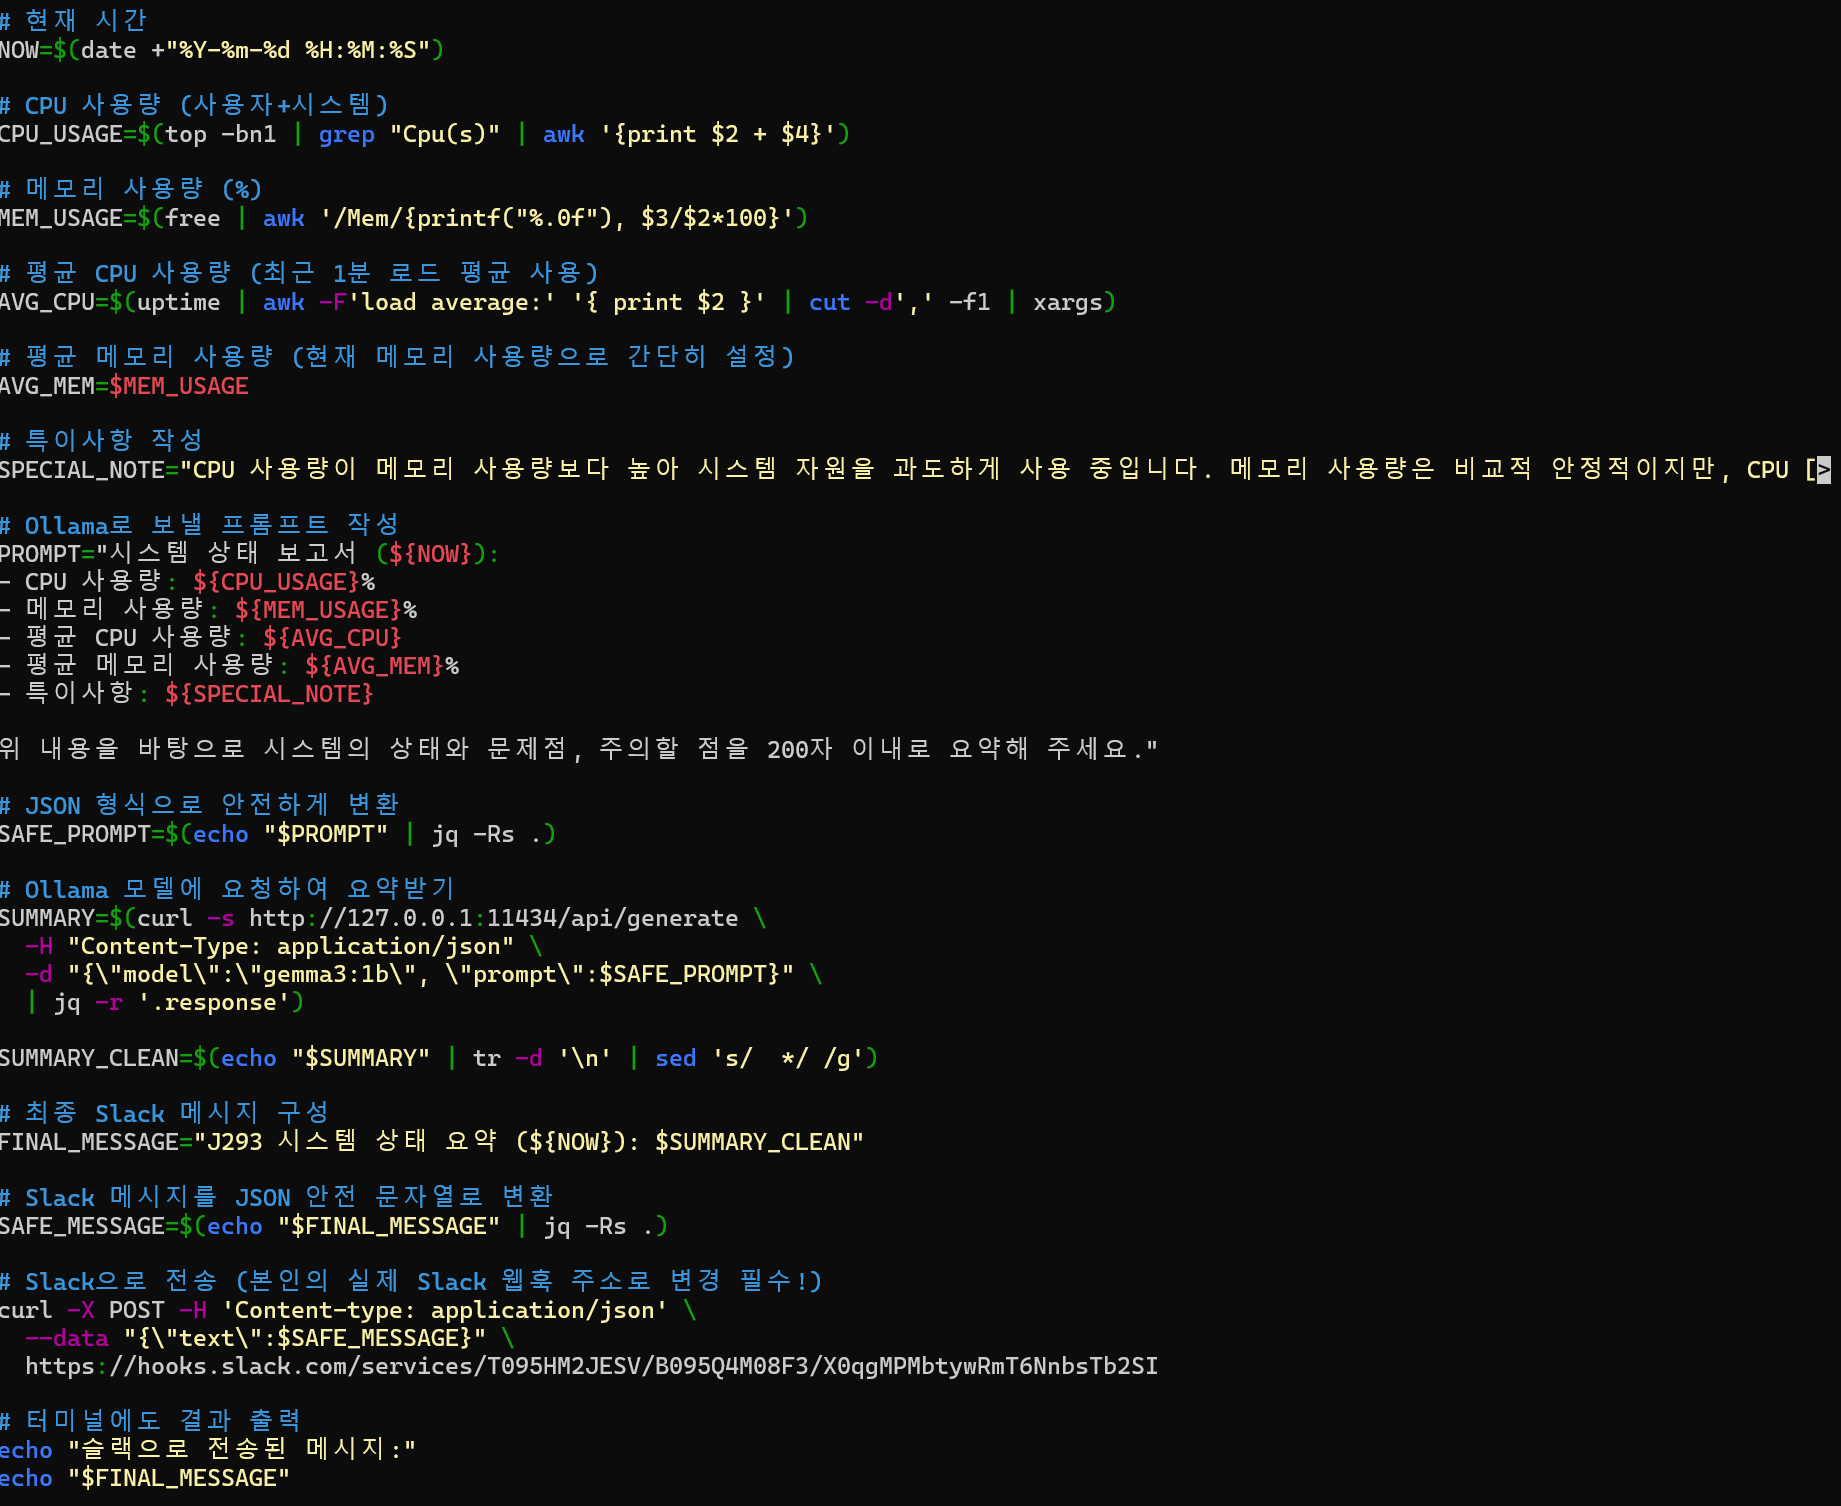 # 현재 시간
NOW=$(date +"%Y-%m-%d %H:%M:%S")
# CPU 사용량 (사용자+시스템)
CPU_USAGE=$(top -bn1 | grep "Cpu(s)" | awk '{print $2 + $4}')
# 메모리 사용량 (%)
MEM_USAGE=$(free | awk '/Mem/{printf("%.0f"), $3/$2*100}')
# 평균 CPU 사용량 (최근 1분 로드 평균 사용)
AVG_CPU=$(uptime | awk -F'load average:' '{ print $2 }' | cut -d',' -f1 | xargs)
# 평균 메모리 사용량 (현재 메모리 사용량으로 간단히 설정)
AVG_MEM=$MEM_USAGE
# 특이사항 작성
SPECIAL_NOTE="CPU 사용량이 메모리 사용량보다 높아 시스템 자원을 과도하게 사용 중입니다. 메모리 사용량은 비교적 안정적이지만, CPU [>
# Ollama로 보낼 프롬프트 작성
PROMPT="시스템 상태 보고서 (${NOW}):
- CPU 사용량: ${CPU_USAGE}%
- 메모리 사용량: ${MEM_USAGE}%
- 평균 CPU 사용량: ${AVG_CPU}
- 평균 메모리 사용량: ${AVG_MEM}%
- 특이사항: ${SPECIAL_NOTE}
위 내용을 바탕으로 시스템의 상태와 문제점, 주의할 점을 200자 이내로 요약해 주세요."
# JSON 형식으로 안전하게 변환
SAFE_PROMPT=$(echo "$PROMPT" | jq -Rs .)
# Ollama 모델에 요청하여 요약받기
SUMMARY=$(curl -s http://127.0.0.1:11434/api/generate \
  -H "Content-Type: application/json" \
  -d "{\"model\":\"gemma3:1b\", \"prompt\":$SAFE_PROMPT}" \
  | jq -r '.response')
SUMMARY_CLEAN=$(echo "$SUMMARY" | tr -d '\n' | sed 's/  */ /g')
# 최종 Slack 메시지 구성
FINAL_MESSAGE="J293 시스템 상태 요약 (${NOW}): $SUMMARY_CLEAN"
# Slack 메시지를 JSON 안전 문자열로 변환
SAFE_MESSAGE=$(echo "$FINAL_MESSAGE" | jq -Rs .)
# Slack으로 전송 (본인의 실제 Slack 웹훅 주소로 변경 필수!)
curl -X POST -H 'Content-type: application/json' \
  --data "{\"text\":$SAFE_MESSAGE}" \
  https://hooks.slack.com/services/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
# 터미널에도 결과 출력
echo "슬랙으로 전송된 메시지:"
echo "$FINAL_MESSAGE"